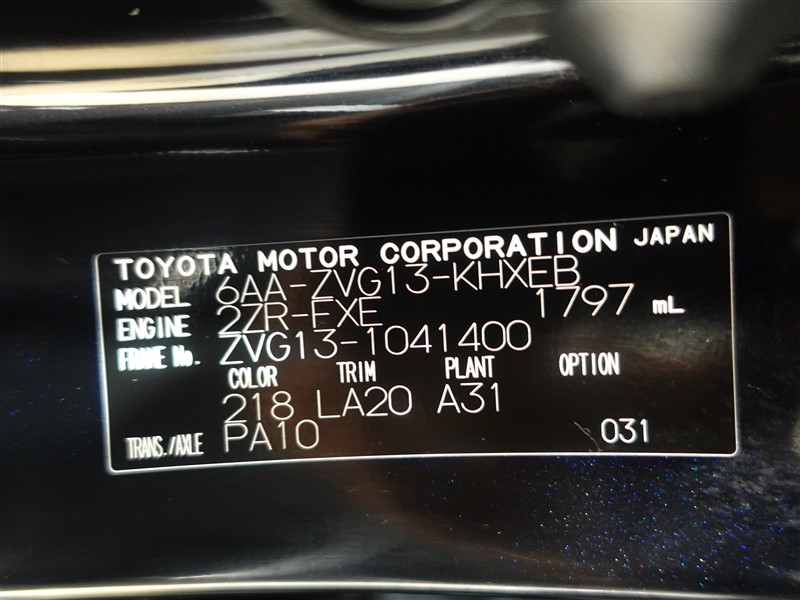 TOYOTA MOTOR CORPORATION JAPAN
MODEL 6AA-ZVG13-KHXEB
ENGINE 2ZR-FXE 1797 mL
FRAME No. ZVG13-1041400
COLOR TRIM PLANT OPTION
218 LA20 A31
TRANS./AXLE PA10 031